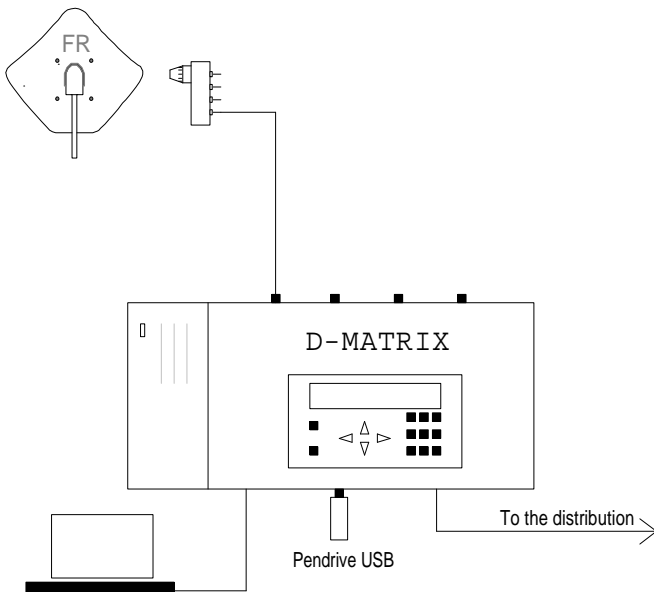 FR
D-MATRIX
To the distribution
Pendrive USB